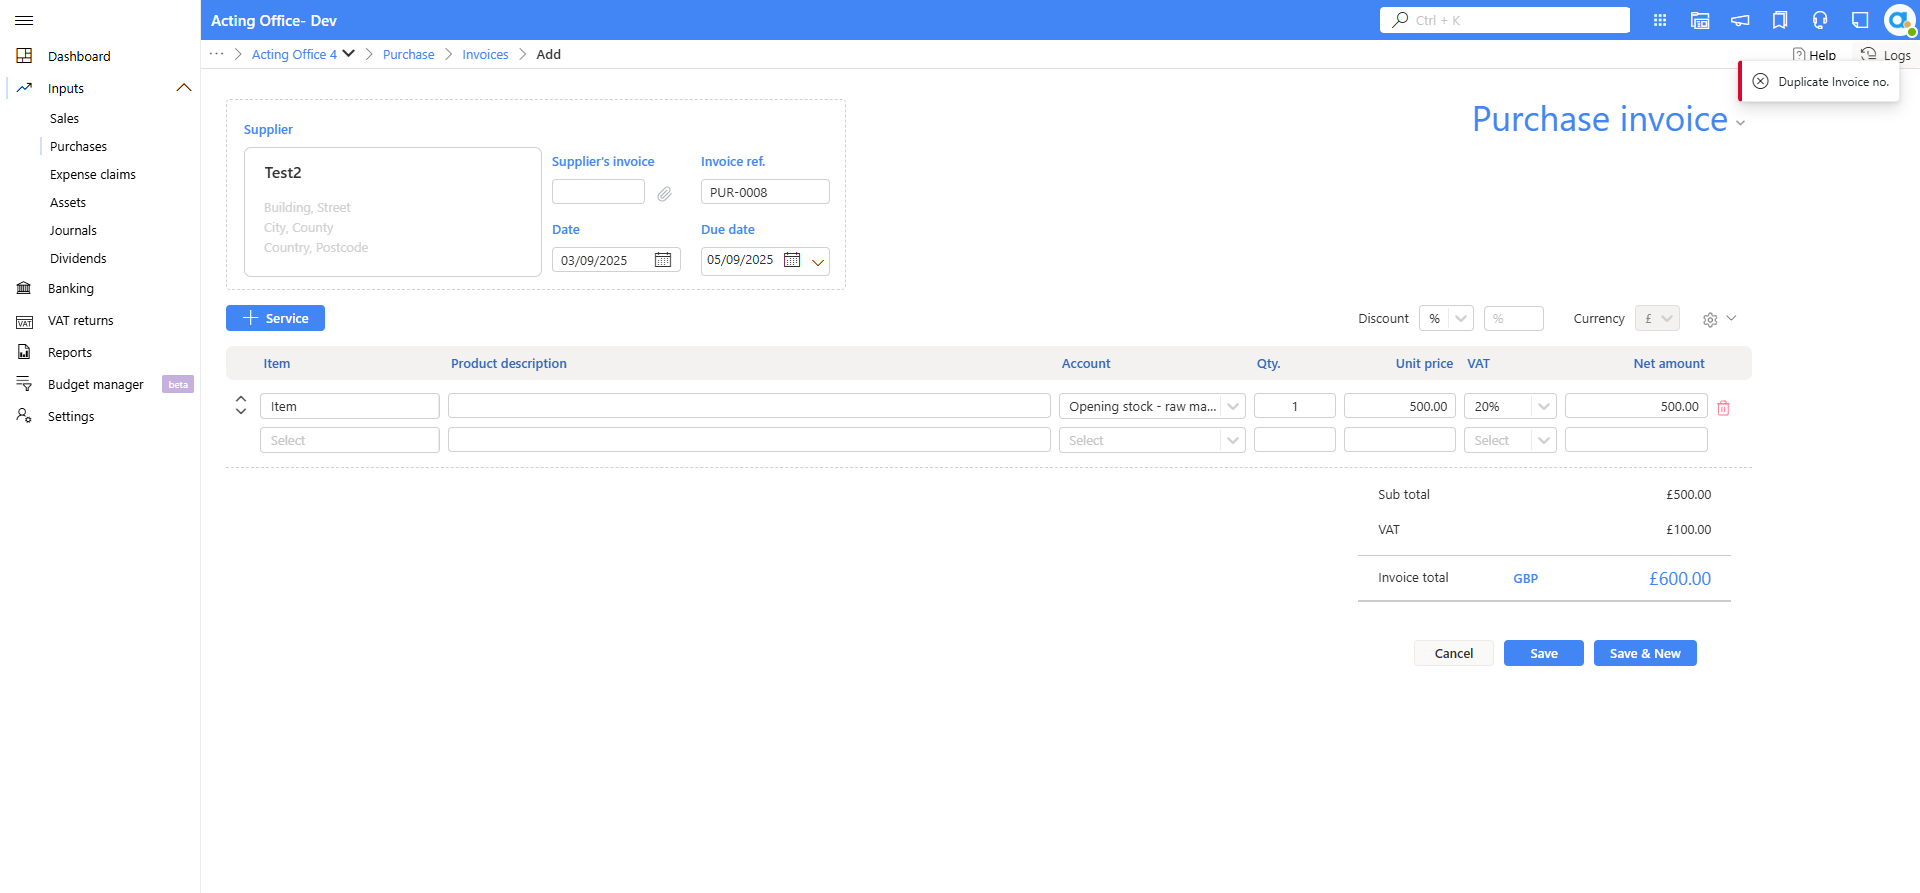 Acting Office- Dev
Ctrl + K
Dashboard
Inputs
Sales
Purchases
Expense claims
Assets
Journals
Dividends
Banking
VAT returns
Reports
Budget manager beta
Settings
··· Acting Office 4 Purchase Invoices Add
Help Logs
Duplicate Invoice no.
Purchase invoice
Supplier
Test2
Building, Street
City, County
Country, Postcode
Supplier's invoice Invoice ref.
PUR-0008
Date Due date
03/09/2025 05/09/2025
Service
Discount % % Currency £
Item Product description Account Qty. Unit price VAT Net amount
Item Opening stock - raw ma... 1 500.00 20% 500.00
Select Select Select
Sub total £500.00
VAT £100.00
Invoice total GBP £600.00
Cancel Save Save & New